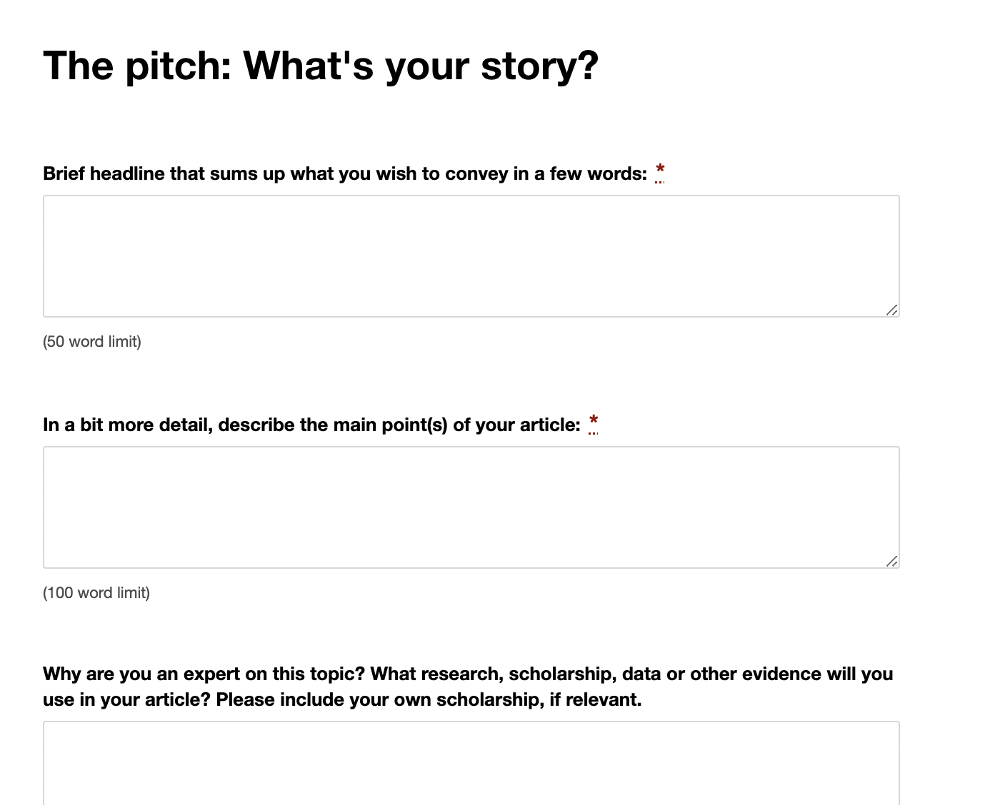 The pitch: What's your story?
Brief headline that sums up what you wish to convey in a few words: *
(50 word limit)
In a bit more detail, describe the main point(s) of your article: *
(100 word limit)
Why are you an expert on this topic? What research, scholarship, data or other evidence will you
use in your article? Please include your own scholarship, if relevant.